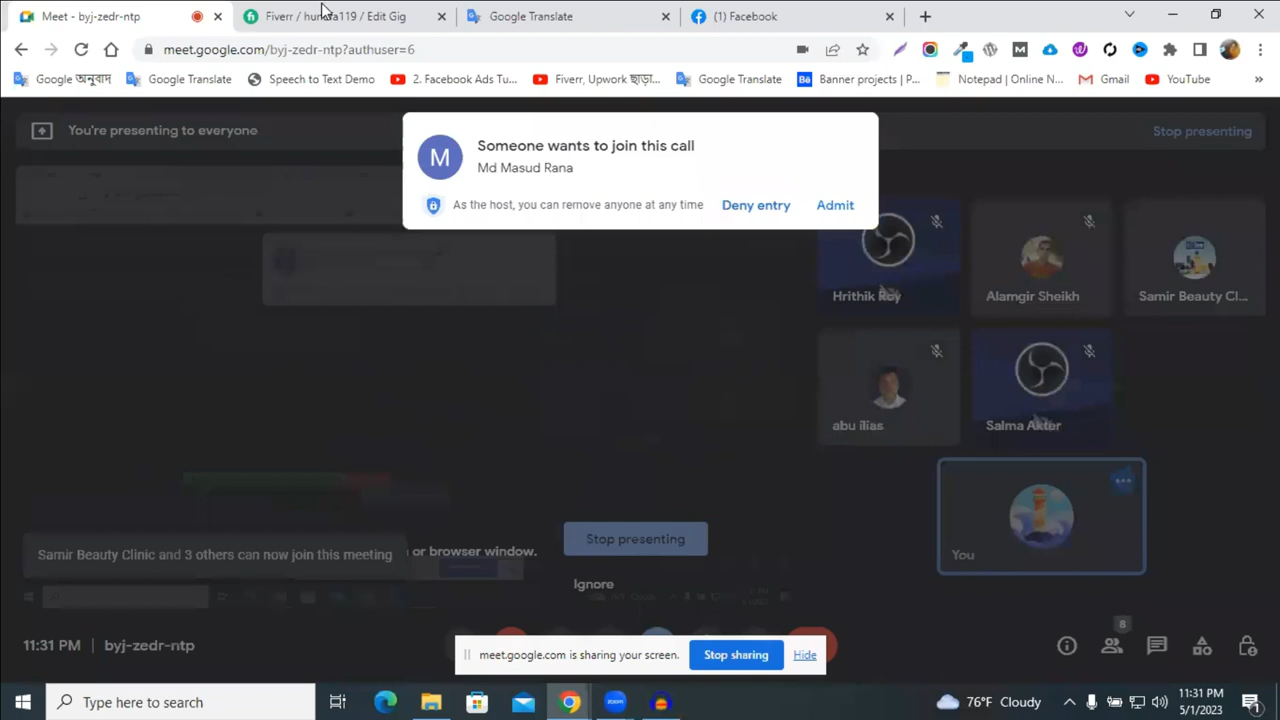 Meet - byj-zedr-ntp
Fiverr / hun a119 / Edit Gig
Google Translate
(1) Facebook
meet.google.com/byj-zedr-ntp?authuser=6
Google অনুবাদ
Google Translate
Speech to Text Demo
2. Facebook Ads Tu...
Fiverr, Upwork ছাড়া...
Google Translate
Banner projects | P...
Notepad | Online N...
Gmail
YouTube
You're presenting to everyone
Stop presenting
M
Someone wants to join this call
Md Masud Rana
As the host, you can remove anyone at any time
Deny entry
Admit
Hrithik Roy
Alamgir Sheikh
Samir Beauty Cl...
abu ilias
Salma Akter
You
Samir Beauty Clinic and 3 others can now join this meeting
or browser window.
Stop presenting
Ignore
11:31 PM | byj-zedr-ntp
8
meet.google.com is sharing your screen.
Stop sharing
Hide
Type here to search
zoom
76°F Cloudy
11:31 PM
5/1/2023
1